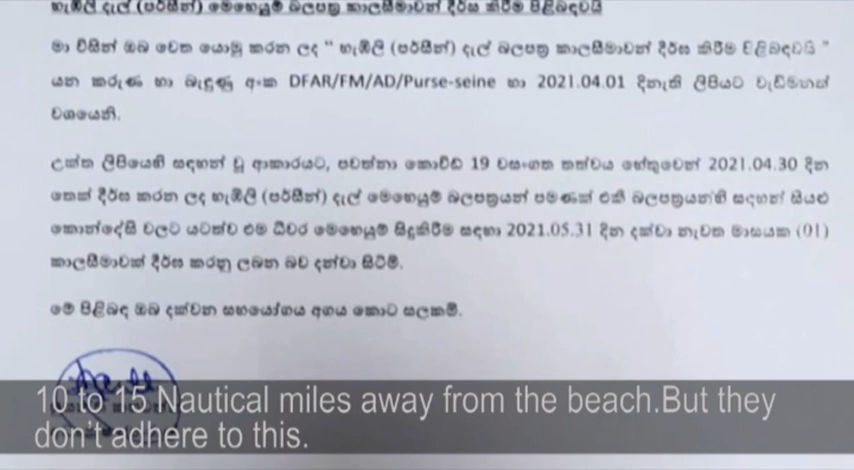 හැඹිලි දැල් (පර්සීන්) මෙහෙයුම් බලපත්‍ර කාලසීමාවන් දීර්ඝ කිරීම පිළිබඳවයි
මා විසින් ඔබ වෙත යොමු කරන ලද " හැඹිලි (පර්සීන්) දැල් බලපත්‍ර කාලසීමාවන් දීර්ඝ කිරීම පිළිබඳවයි "
යන කරුණ හා බැඳුණු අංක DFAR/FM/AD/Purse-seine හා 2021.04.01 දිනැති ලිපියට වැඩිමනත්
වශයෙනි.
උක්ත ලිපියෙහි සඳහන් වූ ආකාරයට, පවත්නා කොවිඩ් 19 වසංගත තත්වය හේතුවෙන් 2021.04.30 දින
තෙක් දීර්ඝ කරන ලද හැඹිලි (පර්සීන්) දැල් මෙහෙයුම් බලපත්‍රයන් පමණක් එකී බලපත්‍රයන්හි සඳහන් සියළු
කොන්දේසි වලට යටත්ව එම ධීවර මෙහෙයුම් සිදුකිරීම සඳහා 2021.05.31 දින දක්වා නැවත මාසයක (01)
කාලසීමාවක් දීර්ඝ කරනු ලබන බව දන්වා සිටිමි.
මේ පිළිබඳ ඔබ දක්වන සහයෝගය අගය කොට සලකමි.
10 to 15 Nautical miles away from the beach.But they
don't adhere to this.